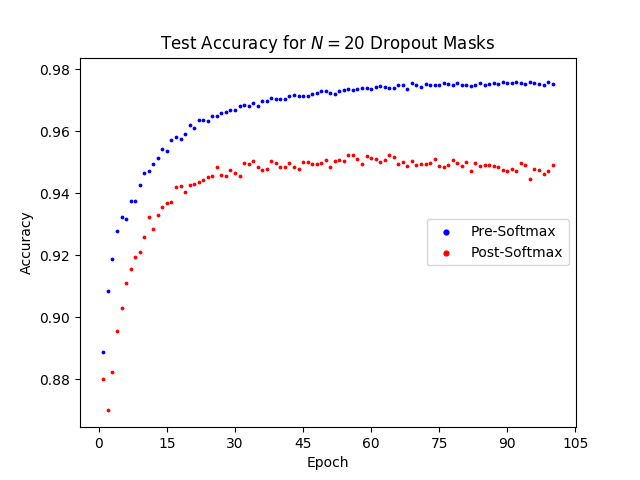 Test Accuracy for N = 20 Dropout Masks
0.98
0.96
0.94
0.92
0.90
0.88
Accuracy
Pre-Softmax
Post-Softmax
0 15 30 45 60 75 90 105
Epoch